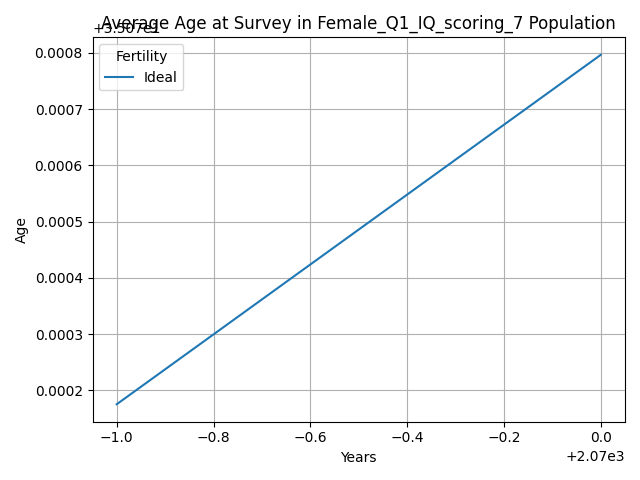 Average Age at Survey in Female_Q1_IQ_scoring_7 Population
+3.507e1
Fertility
Ideal
0.0008
0.0007
0.0006
0.0005
0.0004
0.0003
0.0002
Age
−1.0 −0.8 −0.6 −0.4 −0.2 0.0
+2.07e3
Years